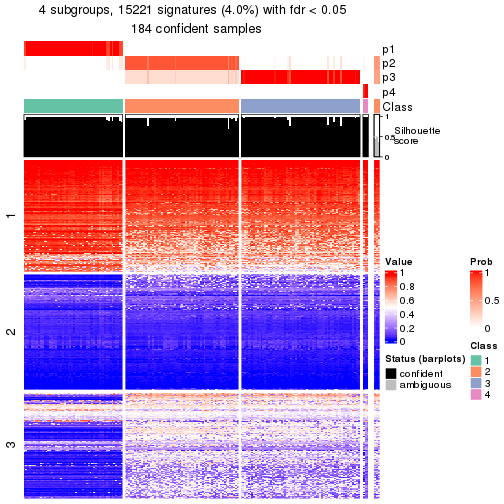 4 subgroups, 15221 signatures (4.0%) with fdr < 0.05
184 confident samples
p1
p2
p3
p4
Class
1
0.5
0
Silhouette
score
1
2
3
Value
1
0.8
0.6
0.4
0.2
0
Status (barplots)
confident
ambiguous
Prob
1
0.5
0
Class
1
2
3
4